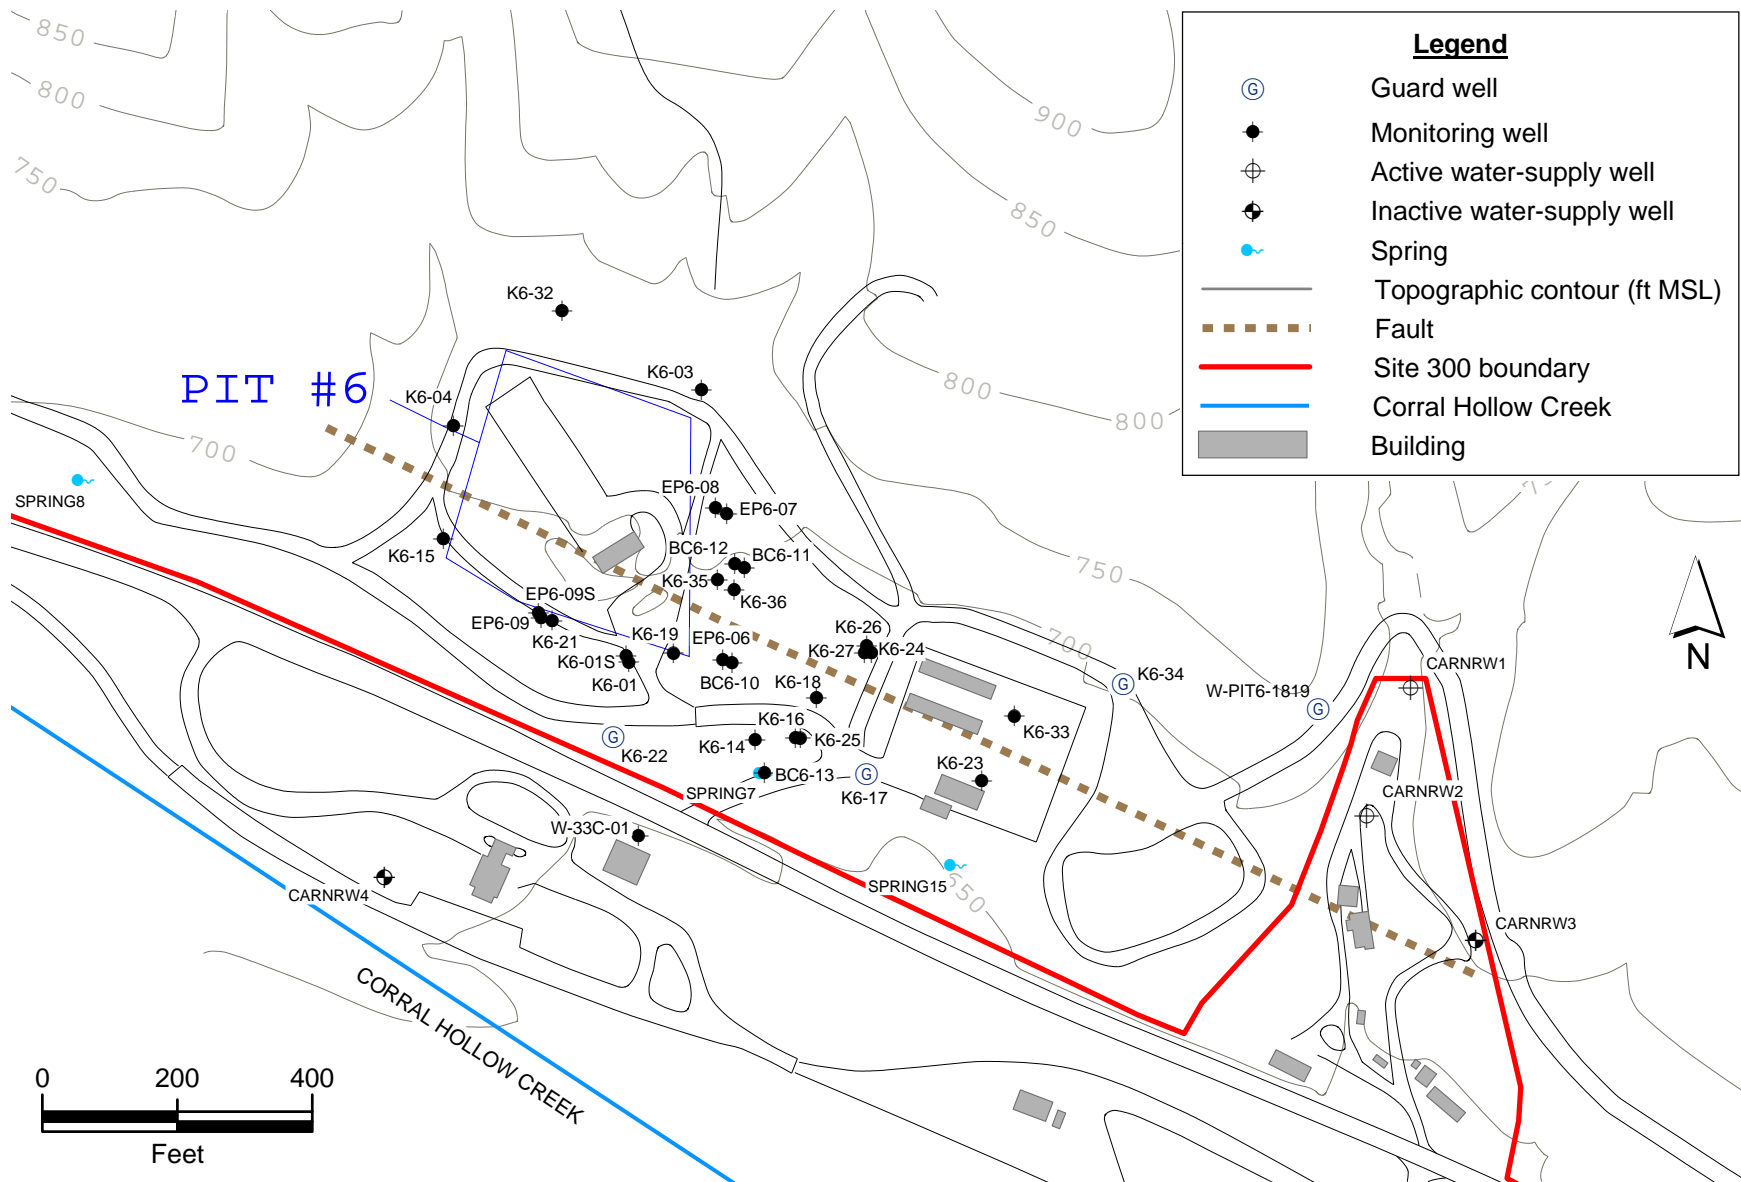 850
800
750
900
850
800
800
750
700
700
650
Legend
Guard well
Monitoring well
Active water-supply well
Inactive water-supply well
Spring
Topographic contour (ft MSL)
Fault
Site 300 boundary
Corral Hollow Creek
Building
K6-32
K6-03
PIT #6
K6-04
SPRING8
EP6-08
EP6-07
K6-15
BC6-12
BC6-11
K6-35
K6-36
EP6-09S
EP6-09
K6-21
K6-19
EP6-06
K6-26
K6-27
K6-24
K6-01S
K6-01
BC6-10
K6-18
K6-34
CARNRW1
W-PIT6-1819
N
K6-16
K6-33
K6-14
K6-25
K6-22
BC6-13
K6-23
SPRING7
K6-17
CARNRW2
W-33C-01
CARNRW4
SPRING15
CARNRW3
CORRAL HOLLOW CREEK
0 200 400
Feet
G
G
G
G
G